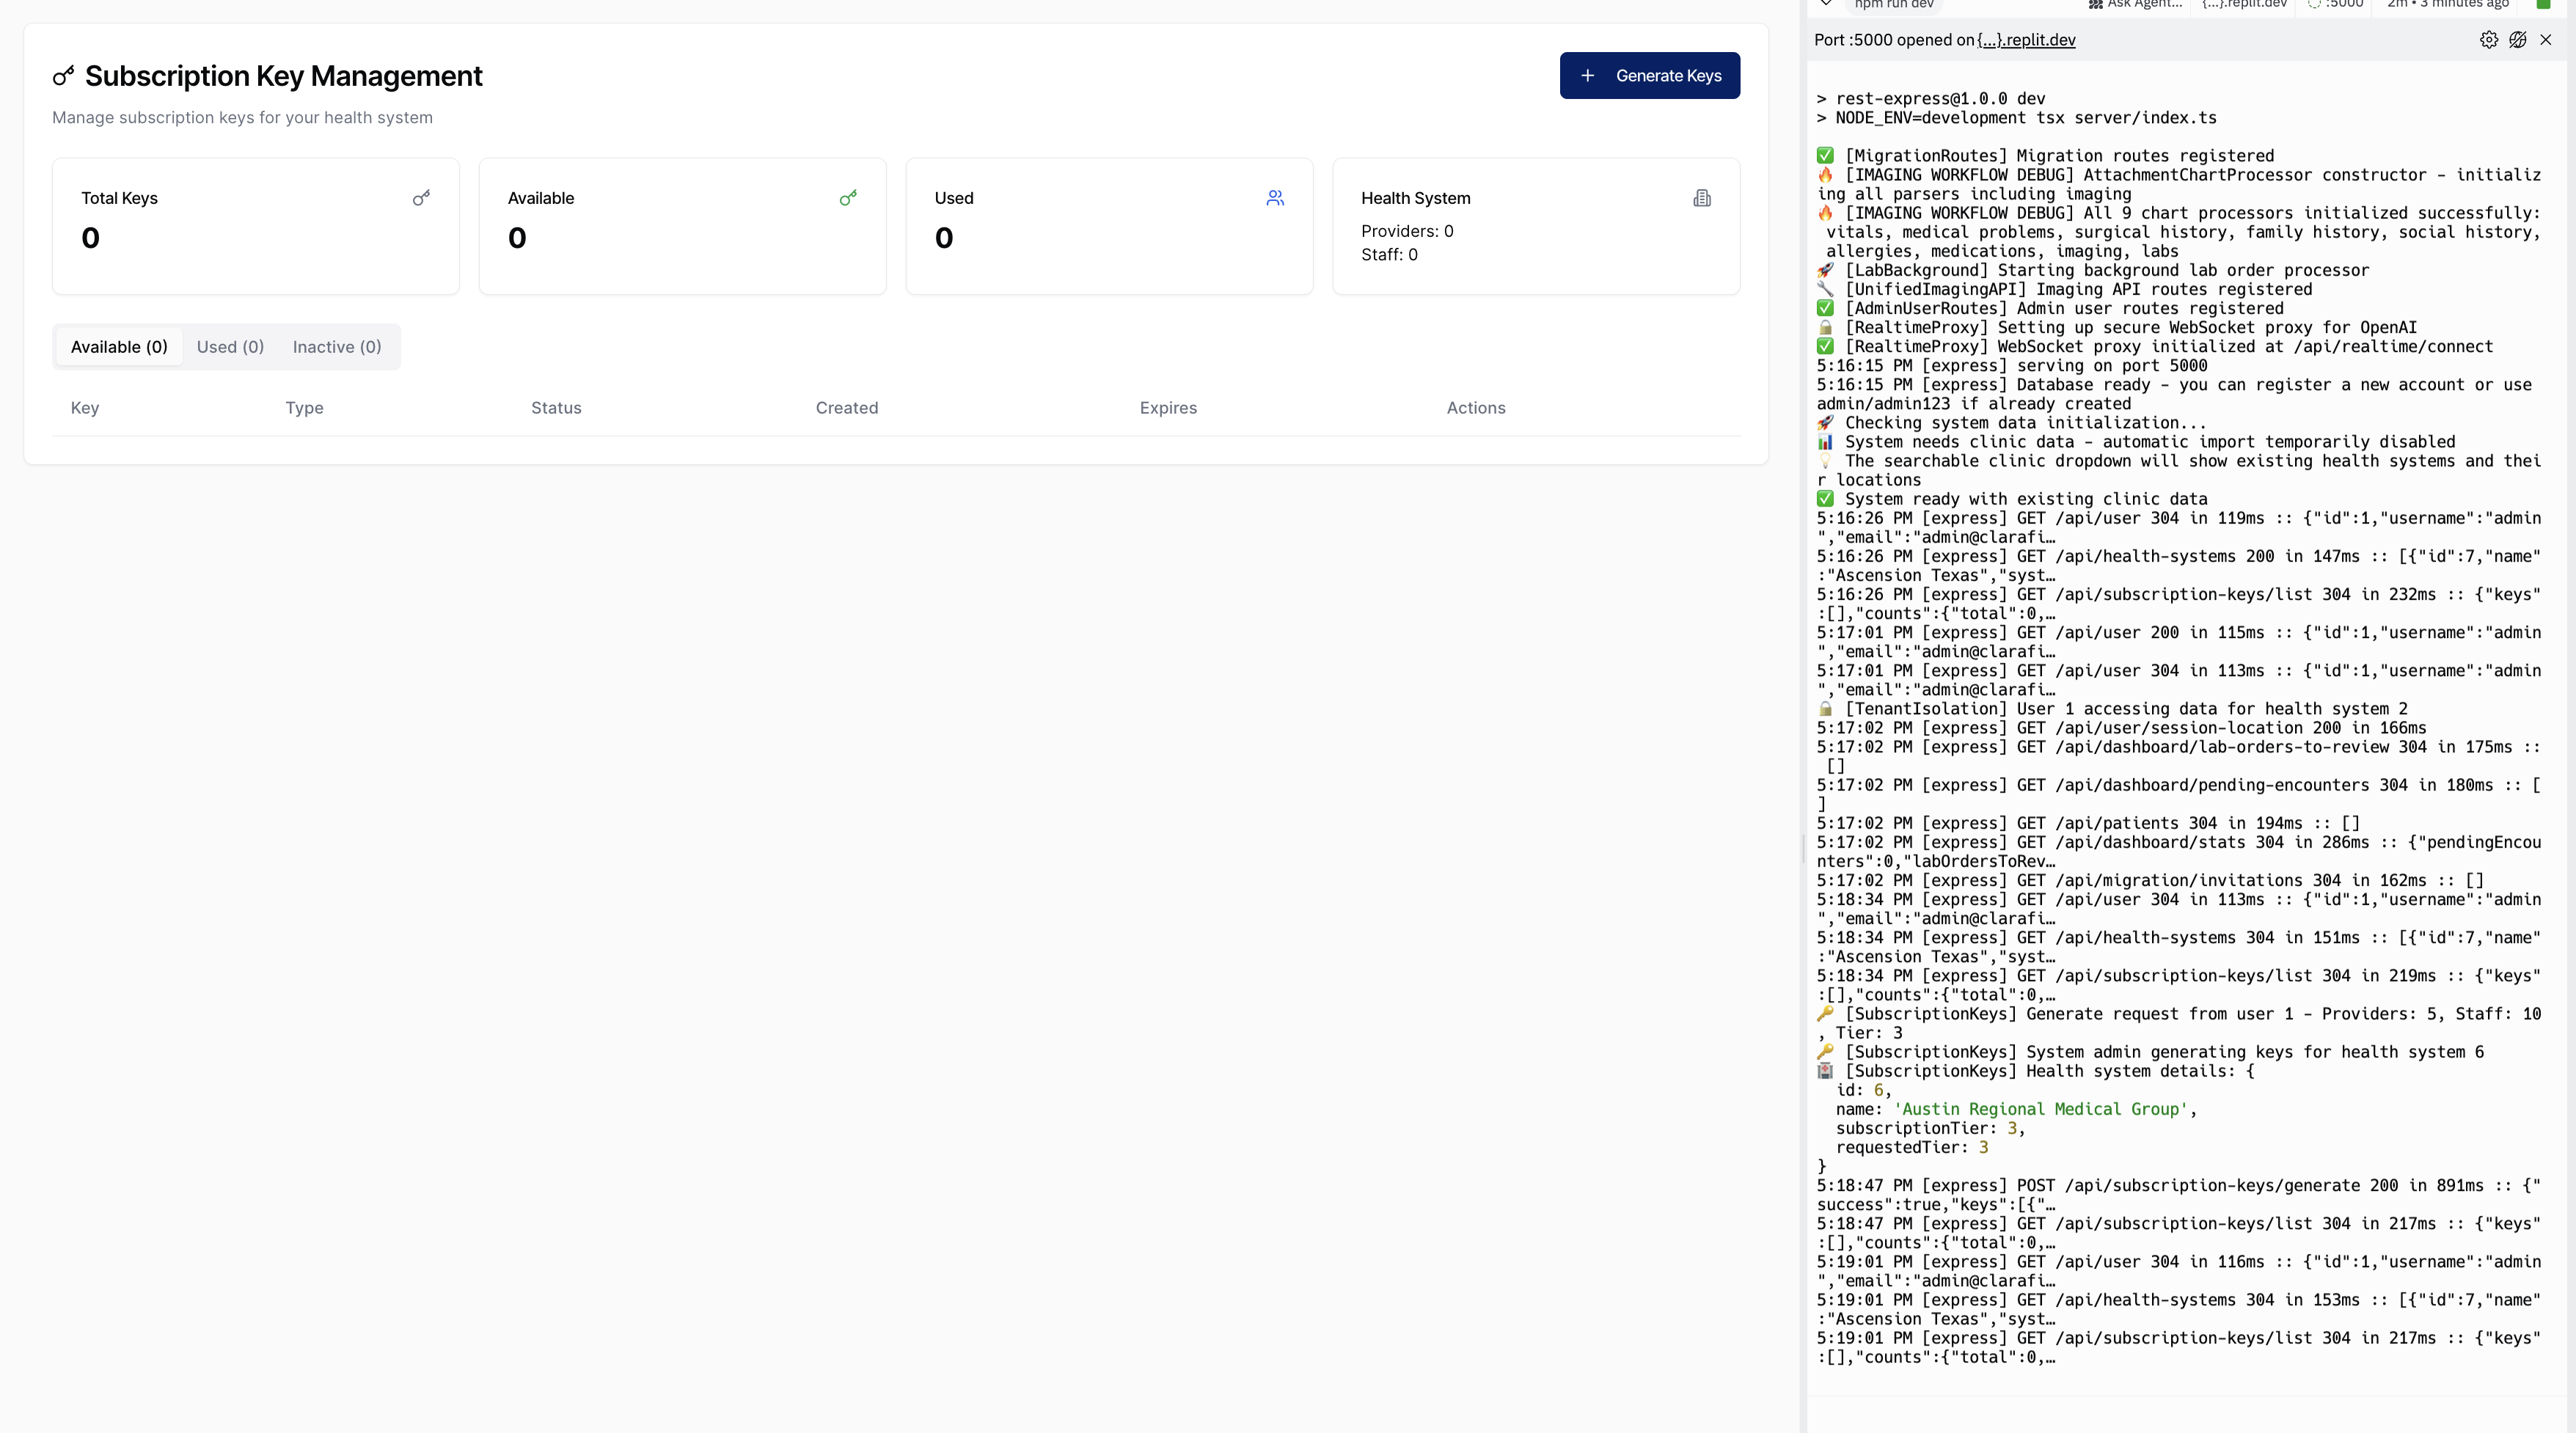 Subscription Key Management
Generate Keys
Manage subscription keys for your health system
Total Keys
0
Available
0
Used
0
Health System
Providers: 0
Staff: 0
Available (0)
Used (0)
Inactive (0)
Key
Type
Status
Created
Expires
Actions
npm run dev
Ask Agent...
{...}.replit.dev
:5000
2m • 3 minutes ago
Port :5000 opened on {...}.replit.dev
> rest-express@1.0.0 dev
> NODE_ENV=development tsx server/index.ts
✅ [MigrationRoutes] Migration routes registered
🔥 [IMAGING WORKFLOW DEBUG] AttachmentChartProcessor constructor - initializ
ing all parsers including imaging
🔥 [IMAGING WORKFLOW DEBUG] All 9 chart processors initialized successfully:
vitals, medical problems, surgical history, family history, social history,
allergies, medications, imaging, labs
🚀 [LabBackground] Starting background lab order processor
🔧 [UnifiedImagingAPI] Imaging API routes registered
✅ [AdminUserRoutes] Admin user routes registered
🔒 [RealtimeProxy] Setting up secure WebSocket proxy for OpenAI
✅ [RealtimeProxy] WebSocket proxy initialized at /api/realtime/connect
5:16:15 PM [express] serving on port 5000
5:16:15 PM [express] Database ready - you can register a new account or use
admin/admin123 if already created
🚀 Checking system data initialization...
📊 System needs clinic data - automatic import temporarily disabled
💡 The searchable clinic dropdown will show existing health systems and thei
r locations
✅ System ready with existing clinic data
5:16:26 PM [express] GET /api/user 304 in 119ms :: {"id":1,"username":"admin
","email":"admin@clarafi…
5:16:26 PM [express] GET /api/health-systems 200 in 147ms :: [{"id":7,"name"
:"Ascension Texas","syst…
5:16:26 PM [express] GET /api/subscription-keys/list 304 in 232ms :: {"keys"
:[],"counts":{"total":0,…
5:17:01 PM [express] GET /api/user 200 in 115ms :: {"id":1,"username":"admin
","email":"admin@clarafi…
5:17:01 PM [express] GET /api/user 304 in 113ms :: {"id":1,"username":"admin
","email":"admin@clarafi…
🔒 [TenantIsolation] User 1 accessing data for health system 2
5:17:02 PM [express] GET /api/user/session-location 200 in 166ms
5:17:02 PM [express] GET /api/dashboard/lab-orders-to-review 304 in 175ms ::
[]
5:17:02 PM [express] GET /api/dashboard/pending-encounters 304 in 180ms :: [
]
5:17:02 PM [express] GET /api/patients 304 in 194ms :: []
5:17:02 PM [express] GET /api/dashboard/stats 304 in 286ms :: {"pendingEncou
nters":0,"labOrdersToRev…
5:17:02 PM [express] GET /api/migration/invitations 304 in 162ms :: []
5:18:34 PM [express] GET /api/user 304 in 113ms :: {"id":1,"username":"admin
","email":"admin@clarafi…
5:18:34 PM [express] GET /api/health-systems 304 in 151ms :: [{"id":7,"name"
:"Ascension Texas","syst…
5:18:34 PM [express] GET /api/subscription-keys/list 304 in 219ms :: {"keys"
:[],"counts":{"total":0,…
🔑 [SubscriptionKeys] Generate request from user 1 - Providers: 5, Staff: 10
, Tier: 3
🔑 [SubscriptionKeys] System admin generating keys for health system 6
🏥 [SubscriptionKeys] Health system details: {
id: 6,
name: 'Austin Regional Medical Group',
subscriptionTier: 3,
requestedTier: 3
}
5:18:47 PM [express] POST /api/subscription-keys/generate 200 in 891ms :: {"
success":true,"keys":[{"…
5:18:47 PM [express] GET /api/subscription-keys/list 304 in 217ms :: {"keys"
:[],"counts":{"total":0,…
5:19:01 PM [express] GET /api/user 304 in 116ms :: {"id":1,"username":"admin
","email":"admin@clarafi…
5:19:01 PM [express] GET /api/health-systems 304 in 153ms :: [{"id":7,"name"
:"Ascension Texas","syst…
5:19:01 PM [express] GET /api/subscription-keys/list 304 in 217ms :: {"keys"
:[],"counts":{"total":0,…